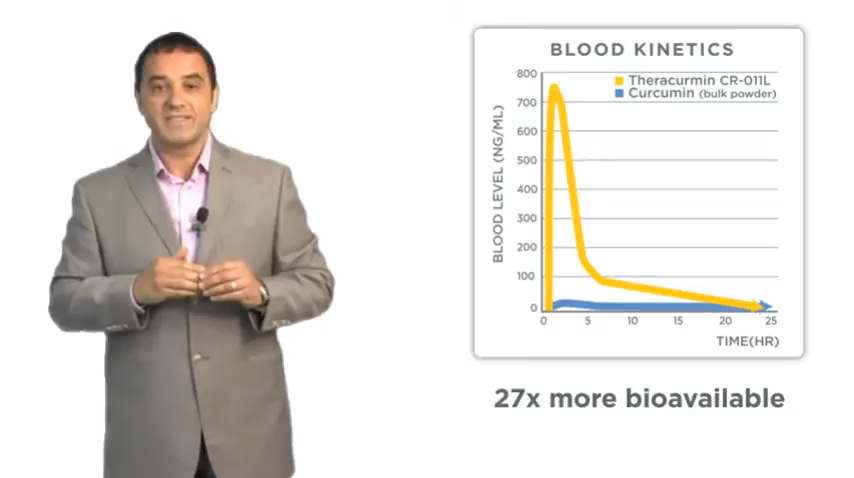 BLOOD KINETICS
800
Theracurmin CR-011L
Curcumin (bulk powder)
700
600
500
400
300
200
100
0
BLOOD LEVEL (NG/ML)
0 5 10 15 20 25
TIME(HR)
27x more bioavailable